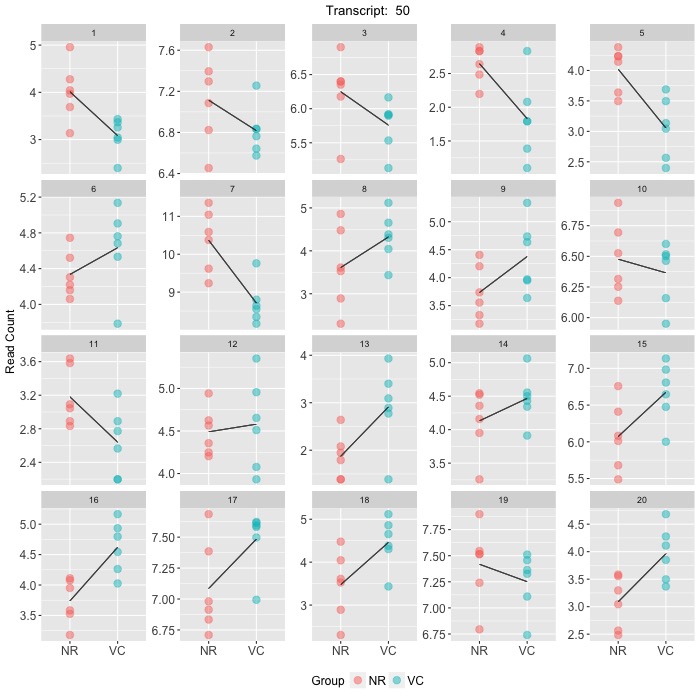 Transcript: 50
1 2 3 4 5
5 7.6 6.5 2.5 4.0
4 7.2 6.0 2.0 3.5
3 6.8 5.5 1.5 3.0
6.4 2.5
6 7 8 9 10
5.2 11 5 5.0 6.75
4.8 10 4 4.5 6.50
4.4 9 3 4.0 6.25
4.0 3.5 6.00
Read Count
11 12 13 14 15
3.6 5.0 4 5.0 7.0
3.2 4.5 3 4.5 6.5
2.8 4.0 2 4.0 6.0
2.4 3.5 5.5
16 17 18 19 20
5.0 7.50 5 7.75 4.5
4.5 7.25 4 7.50 4.0
4.0 7.00 3 7.25 3.5
3.5 6.75 7.00 3.0
6.75 2.5
NR VC NR VC NR VC NR VC NR VC
Group NR VC